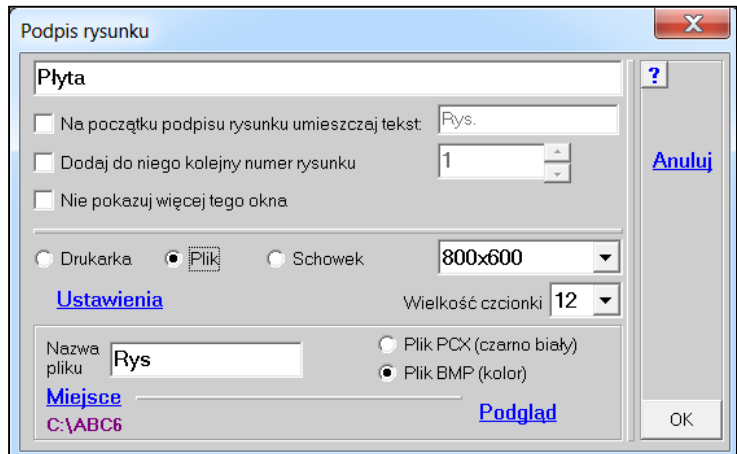 Podpis rysunku
Płyta
?
Na początku podpisu rysunku umieszczaj tekst: Rys.
Dodaj do niego kolejny numer rysunku 1
Anuluj
Nie pokazuj więcej tego okna
Drukarka Plik Schowek 800x600
Ustawienia Wielkość czcionki 12
Nazwa pliku Rys
Plik PCX (czarno biały)
Plik BMP (kolor)
Miejsce
C:\ABC6
Podgląd
OK